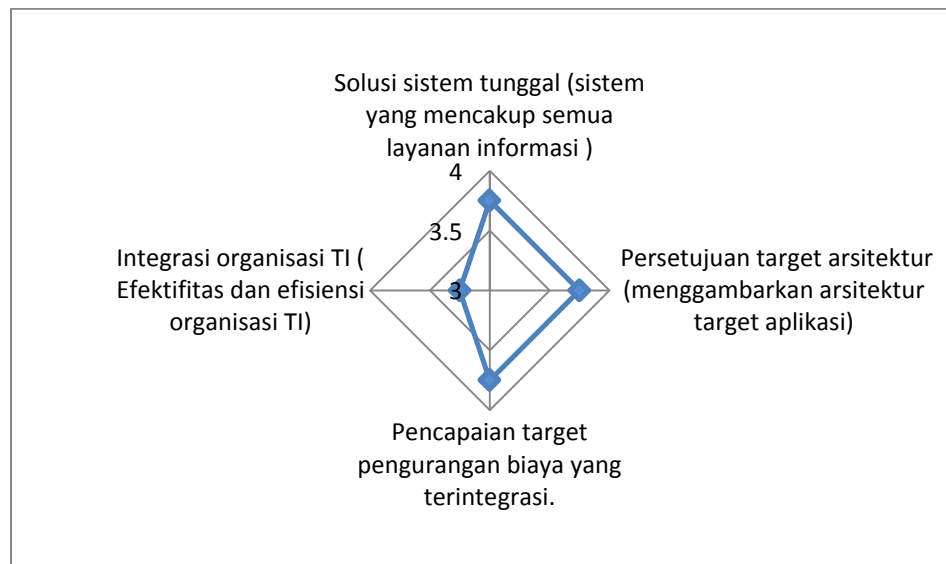 Solusi sistem tunggal (sistem
yang mencakup semua
layanan informasi )
4
3.5
3
Integrasi organisasi TI (
Efektifitas dan efisiensi
organisasi TI)
Persetujuan target arsitektur
(menggambarkan arsitektur
target aplikasi)
Pencapaian target
pengurangan biaya yang
terintegrasi.